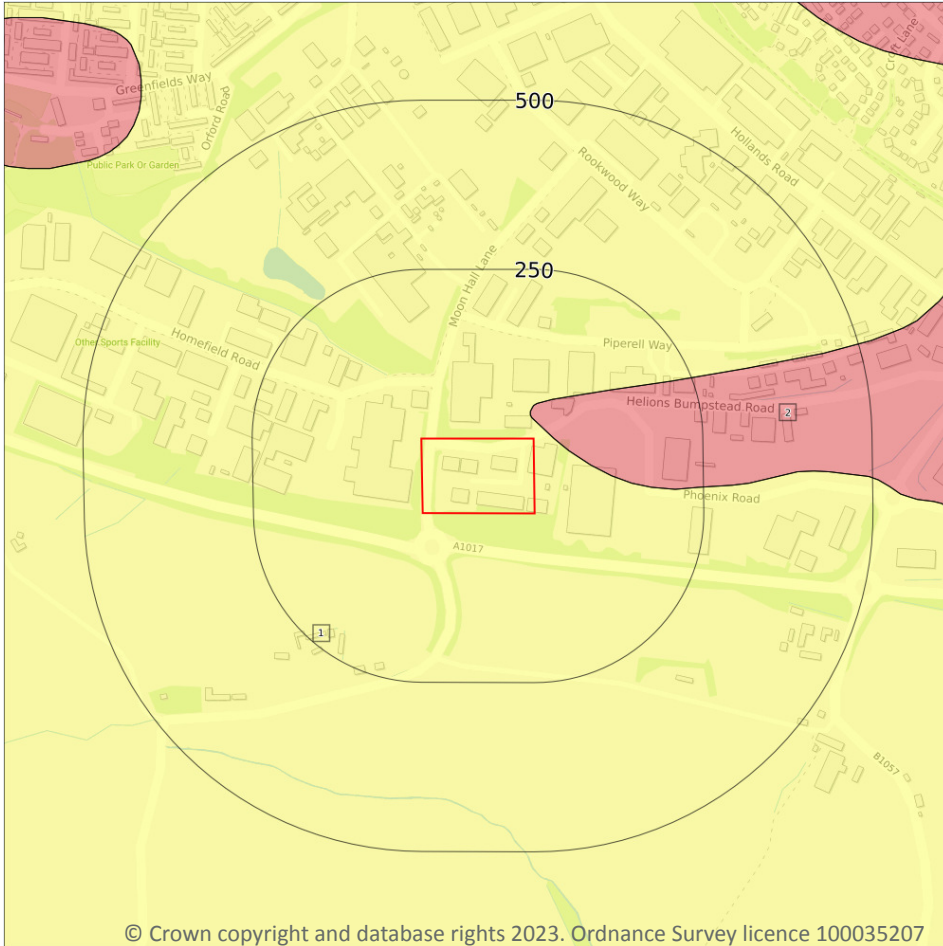 Croft Lane
Greenfields Way
Orford Road
500
Hollands Road
Public Park Or Garden
Rookwood Way
250
Moon Hall Lane
Other Sports Facility
Homefield Road
Piperell Way
Helions Bumpstead Road
2
Phoenix Road
A1017
1
B1057
© Crown copyright and database rights 2023. Ordnance Survey licence 100035207